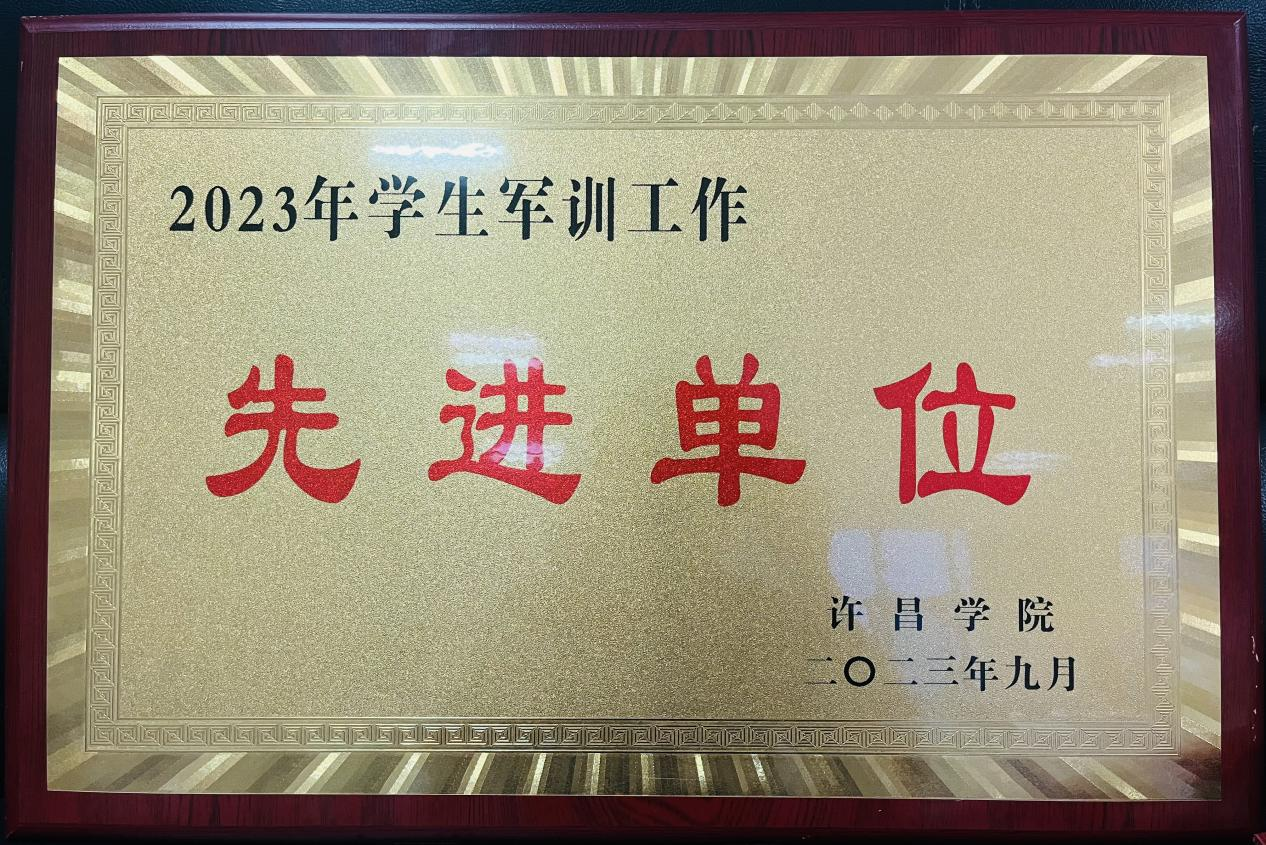 2023年学生军训工作
先进单位
许昌学院
二〇二三年九月